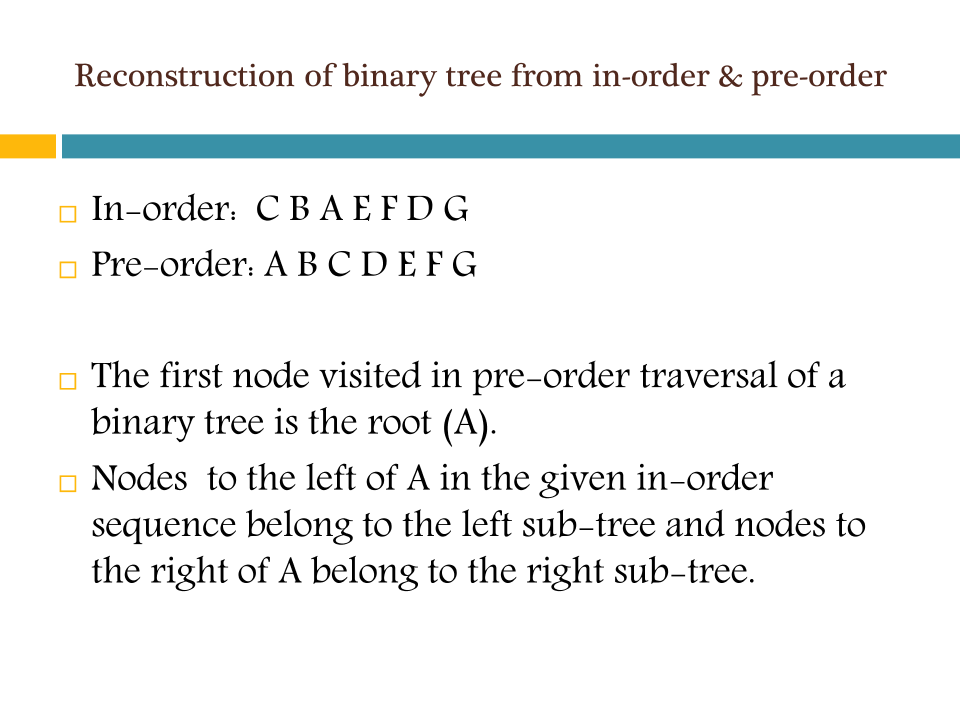 Reconstruction of binary tree from in-order & pre-order
In-order: C B A E F D G
Pre-order: A B C D E F G
The first node visited in pre-order traversal of a
binary tree is the root (A).
Nodes to the left of A in the given in-order
sequence belong to the left sub-tree and nodes to
the right of A belong to the right sub-tree.